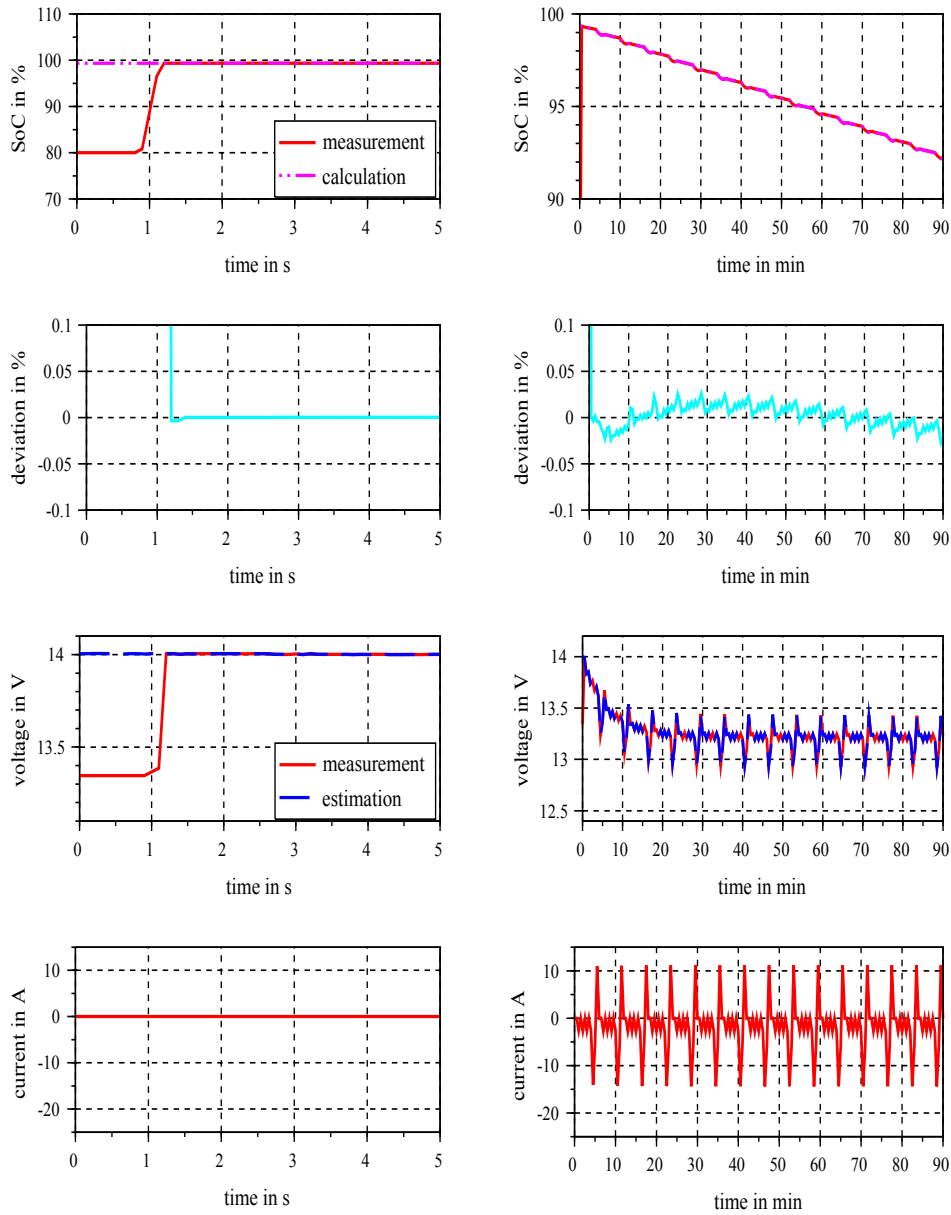 SoC in %
110
100
90
80
70
measurement
calculation
0 1 2 3 4 5
time in s
SoC in %
100
95
90
0 10 20 30 40 50 60 70 80 90
time in min
deviation in %
0.1
0.05
0
-0.05
-0.1
0 1 2 3 4 5
time in s
deviation in %
0.1
0.05
0
-0.05
-0.1
0 10 20 30 40 50 60 70 80 90
time in min
voltage in V
14
13.5
measurement
estimation
0 1 2 3 4 5
time in s
voltage in V
14
13.5
13
12.5
0 10 20 30 40 50 60 70 80 90
time in min
current in A
10
0
-10
-20
0 1 2 3 4 5
time in s
current in A
10
0
-10
-20
0 10 20 30 40 50 60 70 80 90
time in min